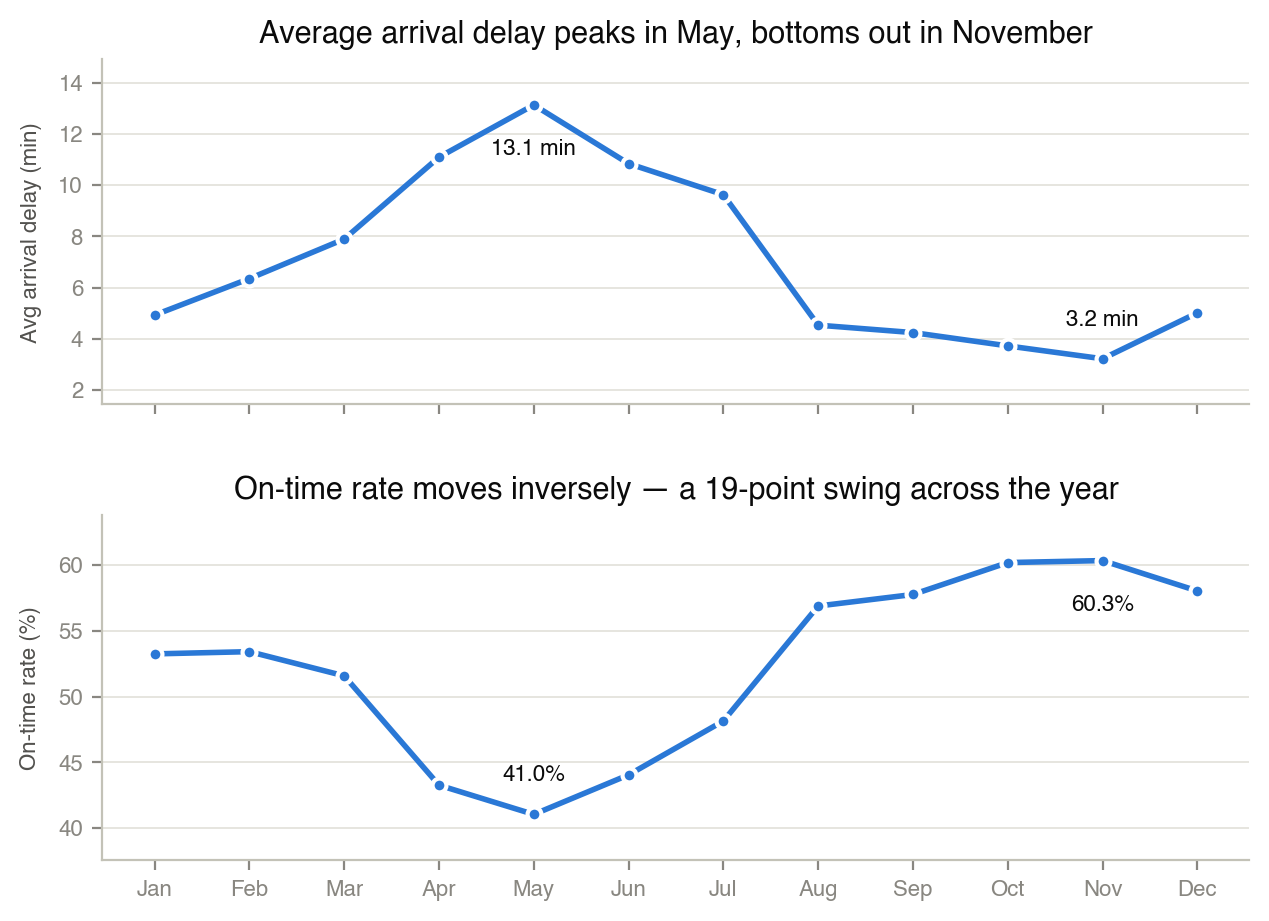 Average arrival delay peaks in May, bottoms out in November
Avg arrival delay (min)
14
12
10
8
6
4
2
13.1 min
3.2 min
On-time rate moves inversely — a 19-point swing across the year
On-time rate (%)
60
55
50
45
40
60.3%
41.0%
Jan Feb Mar Apr May Jun Jul Aug Sep Oct Nov Dec